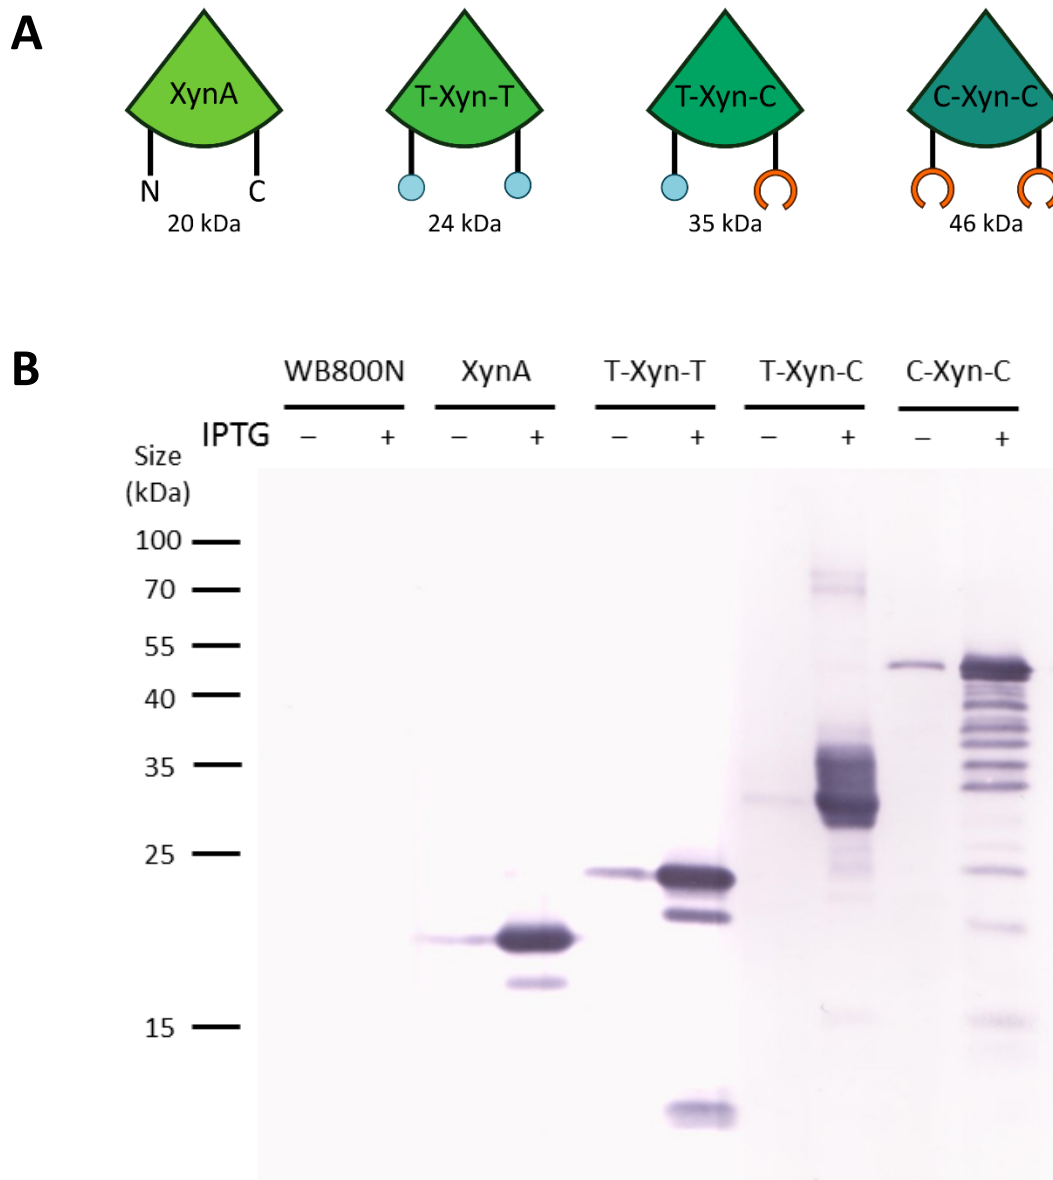 A
XynA T-Xyn-T T-Xyn-C C-Xyn-C
N C
20 kDa 24 kDa 35 kDa 46 kDa
B
WB800N XynA T-Xyn-T T-Xyn-C C-Xyn-C
IPTG – + – + – + – + – +
Size
(kDa)
100
70
55
40
35
25
15